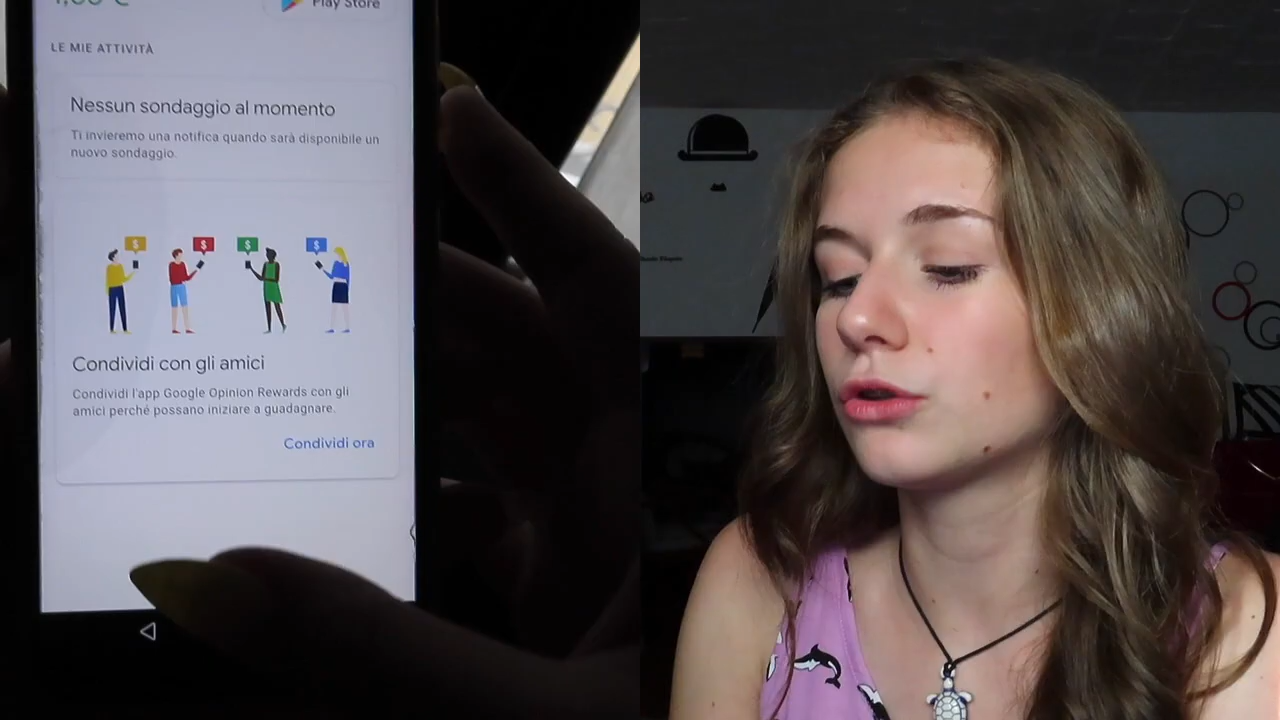 Play Store
LE MIE ATTIVITÀ
Nessun sondaggio al momento
Ti invieremo una notifica quando sarà disponibile un
nuovo sondaggio.
$ $ $ $
Condividi con gli amici
Condividi l'app Google Opinion Rewards con gli
amici perché possano iniziare a guadagnare.
Condividi ora